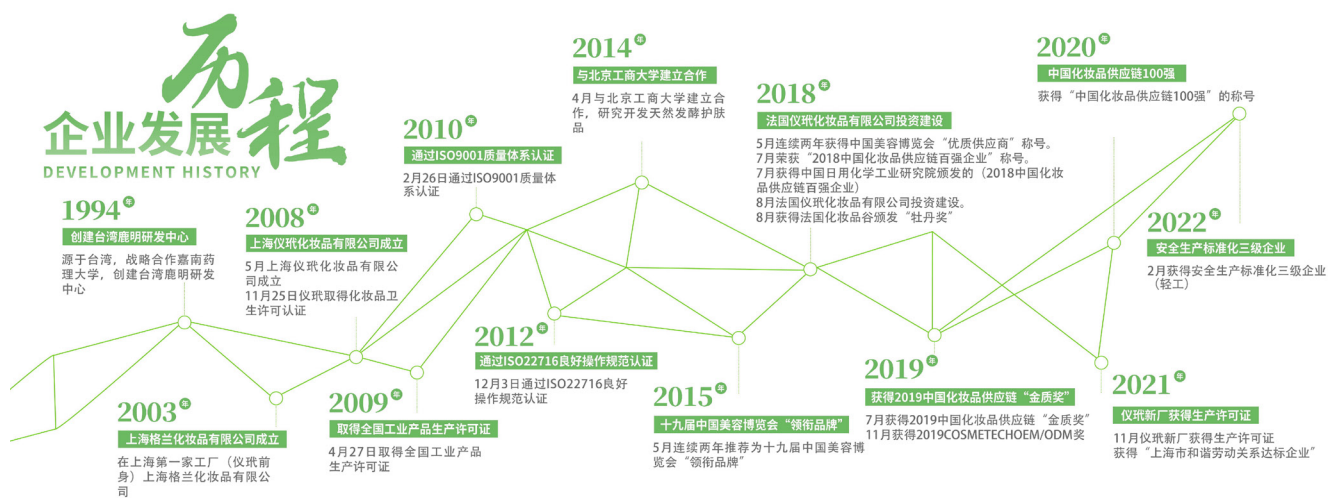 历程
企业发展
DEVELOPMENT HISTORY
1994年
创建台湾鹿明研发中心
源于台湾，战略合作嘉南药
理大学，创建台湾鹿明研发
中心
2003年
上海格兰化妆品有限公司成立
在上海第一家工厂（仪玳前
身）上海格兰化妆品有限公
司
2008年
上海仪玳化妆品有限公司成立
5月上海仪玳化妆品有限公
司成立
11月25日仪玳取得化妆品卫
生许可认证
2009年
取得全国工业产品生产许可证
4月27日取得全国工业产品
生产许可证
2010年
通过ISO9001质量体系认证
2月26日通过ISO9001质量体
系认证
2012年
通过ISO22716良好操作规范认证
12月3日通过ISO22716良好
操作规范认证
2014年
与北京工商大学建立合作
4月与北京工商大学建立合
作，研究开发天然发酵护肤
品
2015年
十九届中国美容博览会“领衔品牌”
5月连续两年推荐为十九届中国美容博
览会“领衔品牌”
2018年
法国仪玳化妆品有限公司投资建设
5月连续两年获得中国美容博览会“优质供应商”称号。
7月荣获“2018中国化妆品供应链百强企业”称号。
7月获得中国日用化学工业研究院颁发的（2018中国化妆
品供应链百强企业）
8月法国仪玳化妆品有限公司投资建设。
8月获得法国化妆品谷颁发“牡丹奖”
2019年
获得2019中国化妆品供应链“金质奖”
7月获得2019中国化妆品供应链“金质奖”
11月获得2019COSMETECHOEM/ODM奖
2020年
中国化妆品供应链100强
获得“中国化妆品供应链100强”的称号
2021年
仪玳新厂获得生产许可证
11月仪玳新厂获得生产许可证
获得“上海市和谐劳动关系达标企业”
2022年
安全生产标准化三级企业
2月获得安全生产标准化三级企业
（轻工）